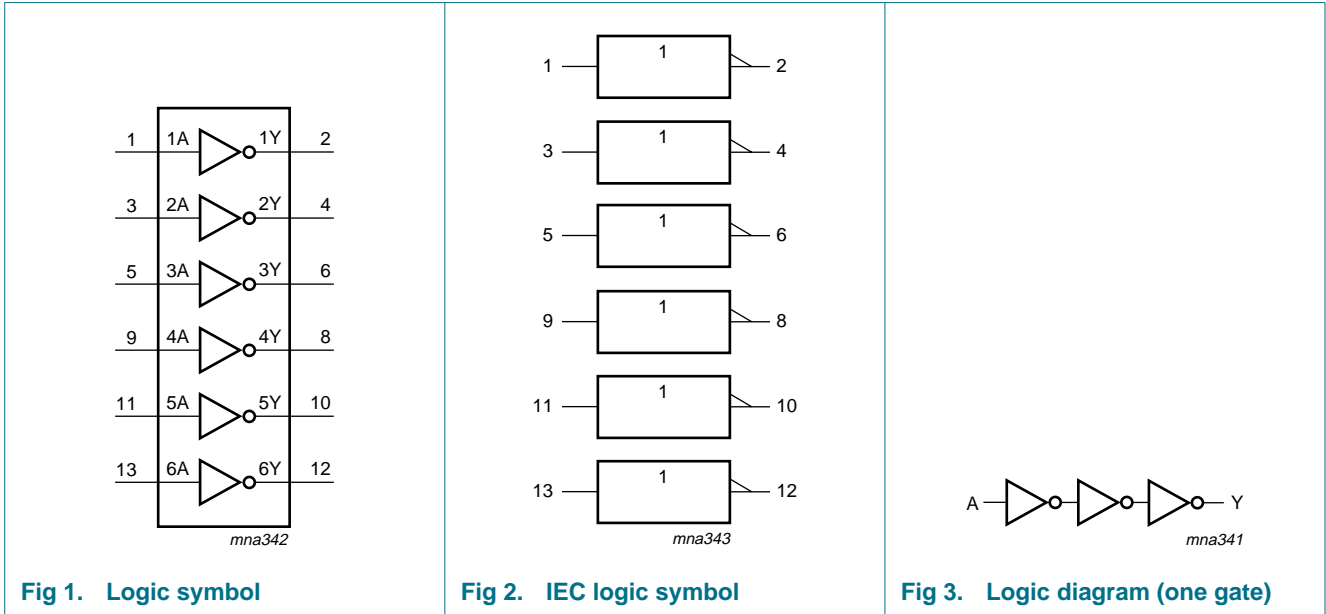 1 1A 1Y 2
3 2A 2Y 4
5 3A 3Y 6
9 4A 4Y 8
11 5A 5Y 10
13 6A 6Y 12
mna342
Fig 1. Logic symbol
1 1 2
3 1 4
5 1 6
9 1 8
11 1 10
13 1 12
mna343
Fig 2. IEC logic symbol
A Y
mna341
Fig 3. Logic diagram (one gate)